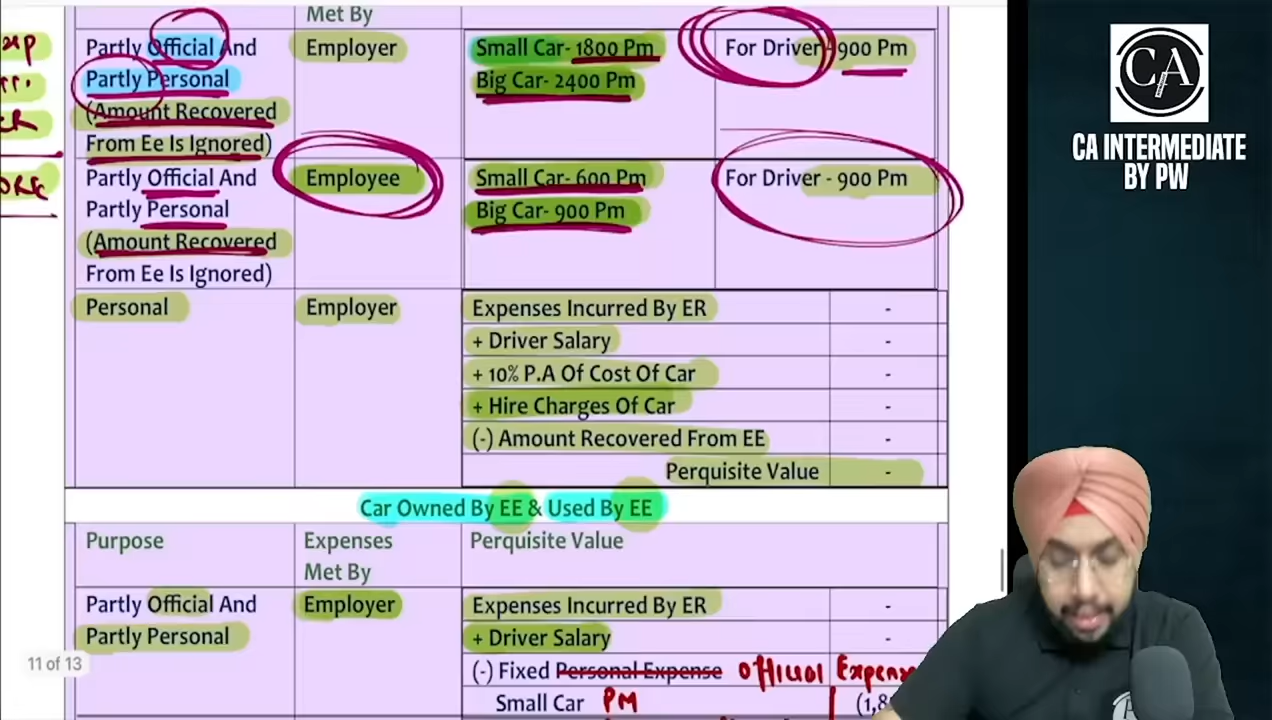 Met By
Partly Official And Employer Small Car- 1800 Pm For Driver - 900 Pm
Partly Personal Big Car- 2400 Pm
(Amount Recovered
From Ee Is Ignored)
Partly Official And Employee Small Car- 600 Pm For Driver - 900 Pm
Partly Personal Big Car- 900 Pm
(Amount Recovered
From Ee Is Ignored)
Personal Employer Expenses Incurred By ER -
+ Driver Salary -
+ 10% P.A Of Cost Of Car -
+ Hire Charges Of Car -
(-) Amount Recovered From EE -
Perquisite Value -
Car Owned By EE & Used By EE
Purpose Expenses Perquisite Value
Met By
Partly Official And Employer Expenses Incurred By ER -
Partly Personal + Driver Salary -
(-) Fixed Personal Expense Official
Small Car PM
11 of 13
CA
CA INTERMEDIATE
BY PW